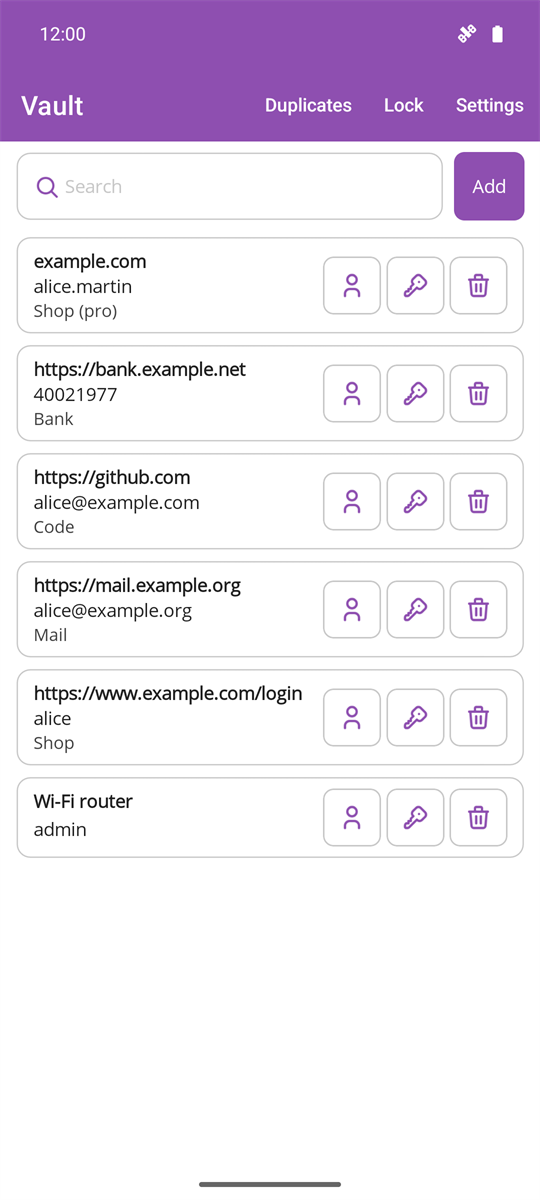 12:00
Vault
Duplicates
Lock
Settings
Search
Add
example.com
alice.martin
Shop (pro)
https://bank.example.net
40021977
Bank
https://github.com
alice@example.com
Code
https://mail.example.org
alice@example.org
Mail
https://www.example.com/login
alice
Shop
Wi-Fi router
admin